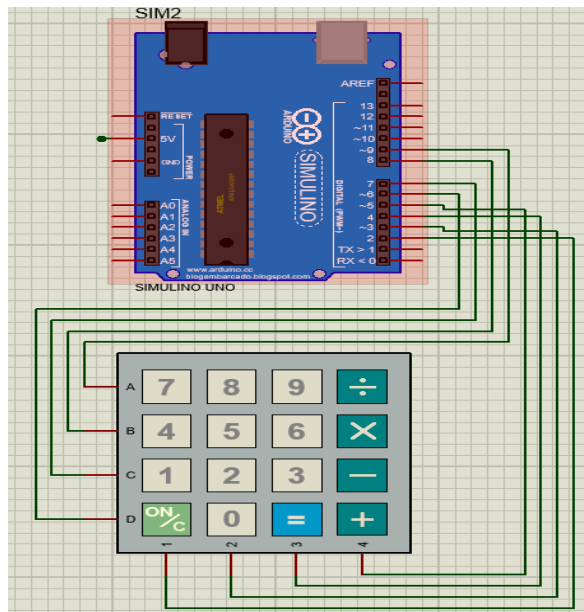 SIM2
AREF
RESET
5V
GND
POWER
A0
A1
A2
A3
A4
A5
ANALOG IN
ATMEL
ARDUINO
SIMULINO
13
12
~11
~10
~9
8
7
~6
~5
4
~3
2
TX > 1
RX < 0
DIGITAL (PWM~)
www.arduino.cc
blogembarcado.blogspot.com
SIMULINO UNO
A 7 8 9 ÷
B 4 5 6 ×
C 1 2 3 −
D ON/C 0 = +
1 2 3 4